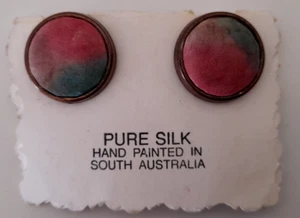 PURE SILK
HAND PAINTED IN
SOUTH AUSTRALIA